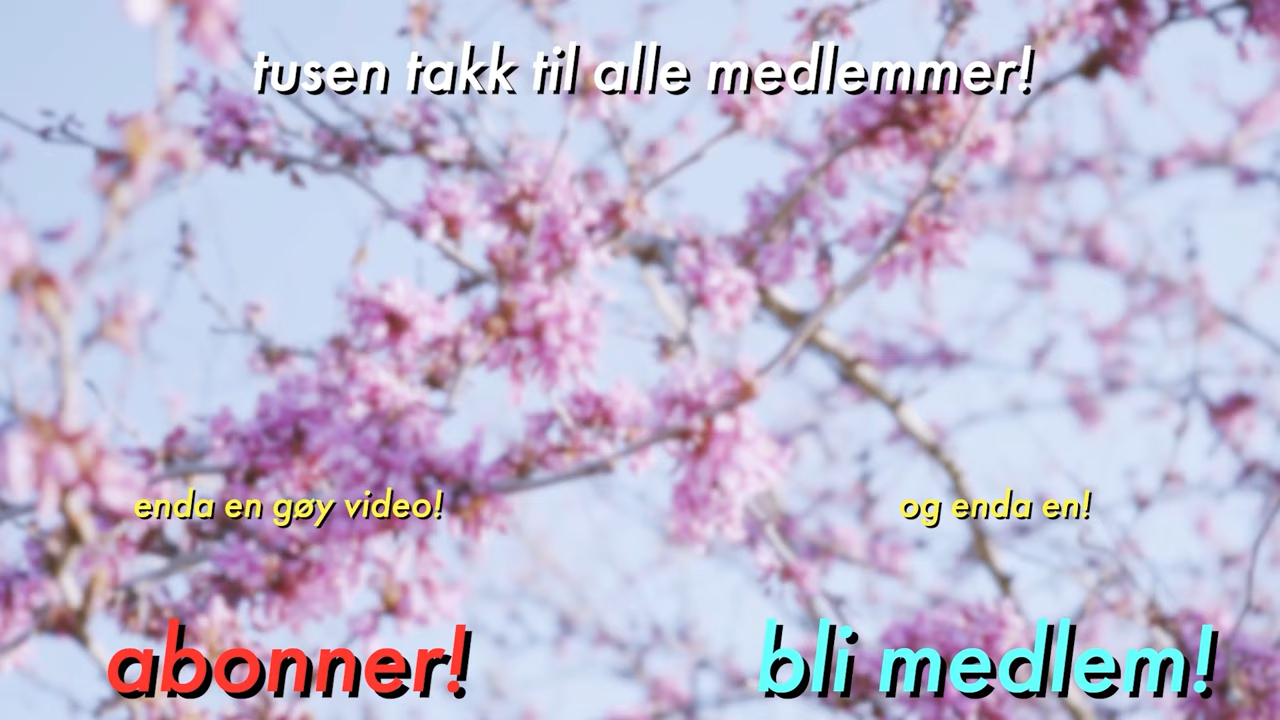 tusen takk til alle medlemmer!
enda en gøy video!
og enda en!
abonner!
bli medlem!